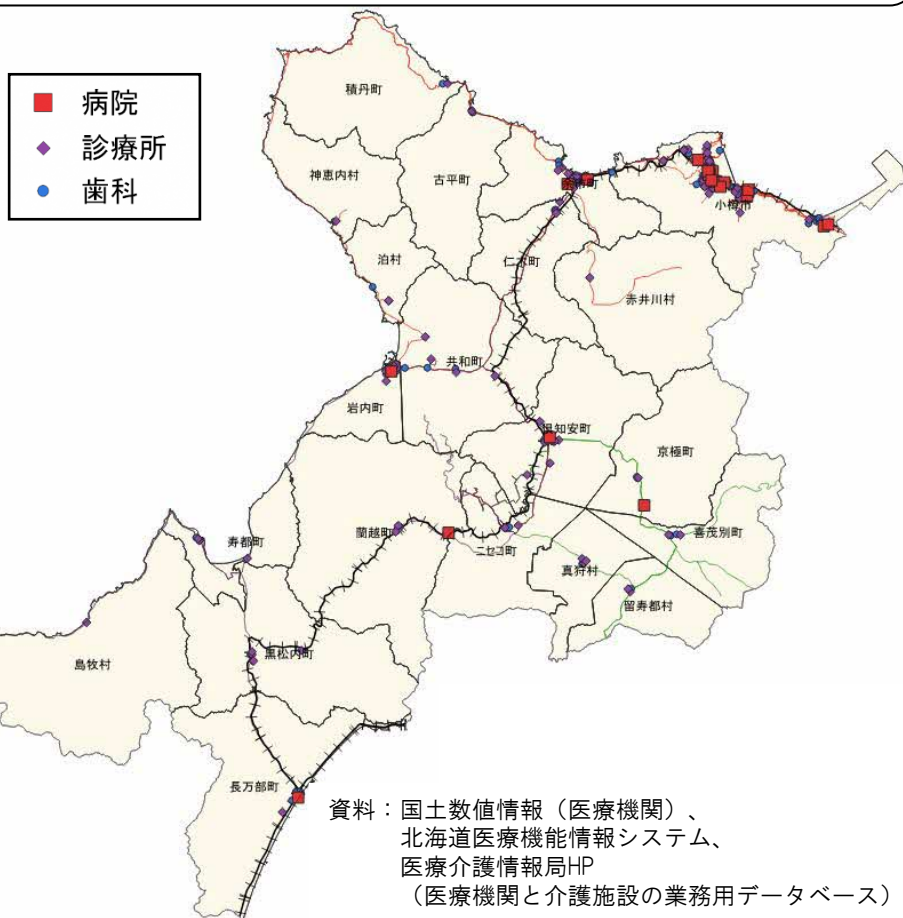 病院
診療所
歯科
積丹町
神恵内村
古平町
余市町
小樽市
泊村
仁木町
赤井川村
共和町
岩内町
倶知安町
京極町
寿都町
蘭越町
ニセコ町
喜茂別町
真狩村
留寿都村
島牧村
黒松内町
長万部町
資料：国土数値情報（医療機関）、
北海道医療機能情報システム、
医療介護情報局HP
（医療機関と介護施設の業務用データベース）